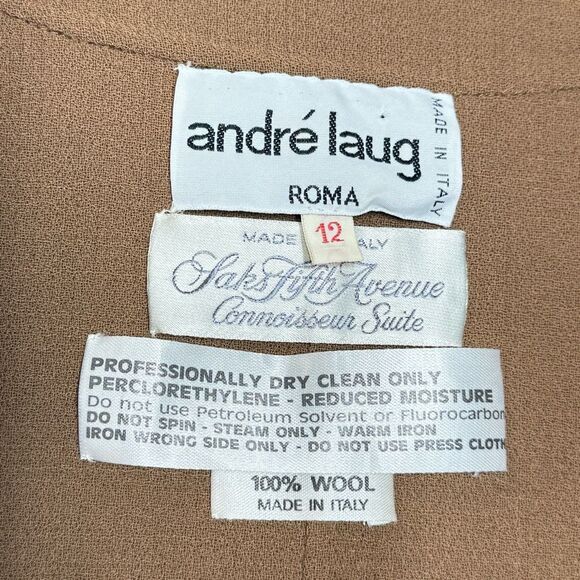 andré laug
ROMA
MADE IN ITALY
12
MADE ALY
Saks Fifth Avenue
Connoisseur Suite
PROFESSIONALLY DRY CLEAN ONLY
PERCLORETHYLENE - REDUCED MOISTURE
Do not use Petroleum Solvent or Fluorocarbon
DO NOT SPIN - STEAM ONLY - WARM IRON
IRON WRONG SIDE ONLY - DO NOT USE PRESS CLOTH
100% WOOL
MADE IN ITALY